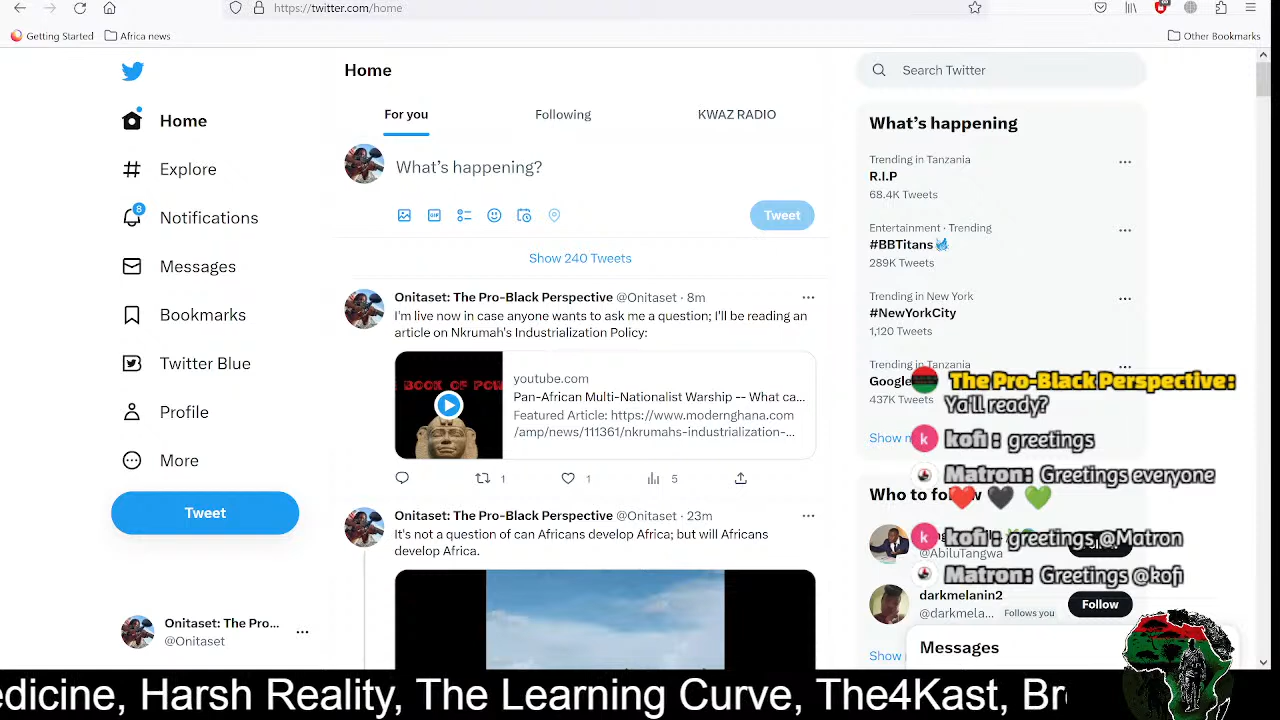 https://twitter.com/home
Getting Started
Africa news
Other Bookmarks
Home
Explore
8
Notifications
Messages
Bookmarks
Twitter Blue
Profile
More
Tweet
Onitaset: The Pro...
@Onitaset
Home
For you
Following
KWAZ RADIO
What's happening?
GIF
Tweet
Show 240 Tweets
Onitaset: The Pro-Black Perspective @Onitaset · 8m
I'm live now in case anyone wants to ask me a question; I'll be reading an
article on Nkrumah's Industrialization Policy:
BOOK OF
youtube.com
Pan-African Multi-Nationalist Warship -- What ca...
Featured Article: https://www.modernghana.com
/amp/news/111361/nkrumahs-industrialization-...
1
1
5
Onitaset: The Pro-Black Perspective @Onitaset · 23m
It's not a question of can Africans develop Africa; but will Africans
develop Africa.
Search Twitter
What's happening
Trending in Tanzania
R.I.P
68.4K Tweets
Entertainment · Trending
#BBTitans
289K Tweets
Trending in New York
#NewYorkCity
1,120 Tweets
Trending in Tanzania
Google
437K Tweets
Show
Who to
@AbiluTangwa
darkmelanin2
@darkmela... Follows you
Follow
Show
Messages
The Pro-Black Perspective:
Ya'll ready?
k
kofi : greetings
Matron: Greetings everyone
❤️ 🖤 💚
k
kofi : greetings @Matron
Matron: Greetings @kofi
edicine, Harsh Reality, The Learning Curve, The4Kast, Bro